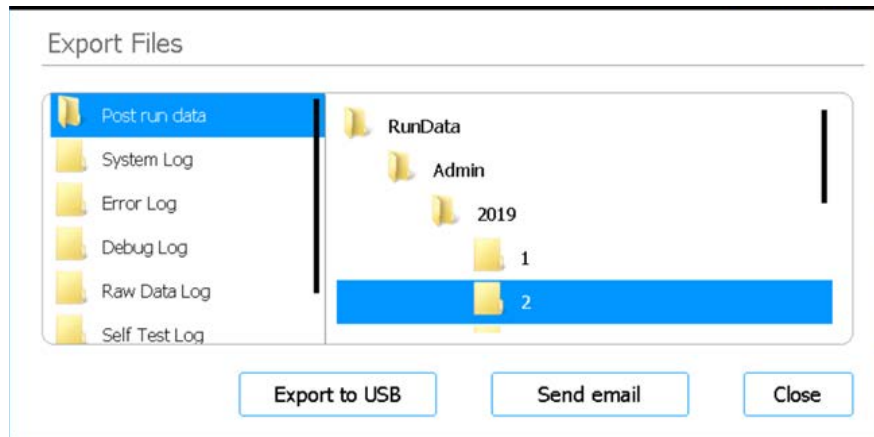 Export Files
Post run data
System Log
Error Log
Debug Log
Raw Data Log
Self Test Log
RunData
Admin
2019
1
2
Export to USB
Send email
Close